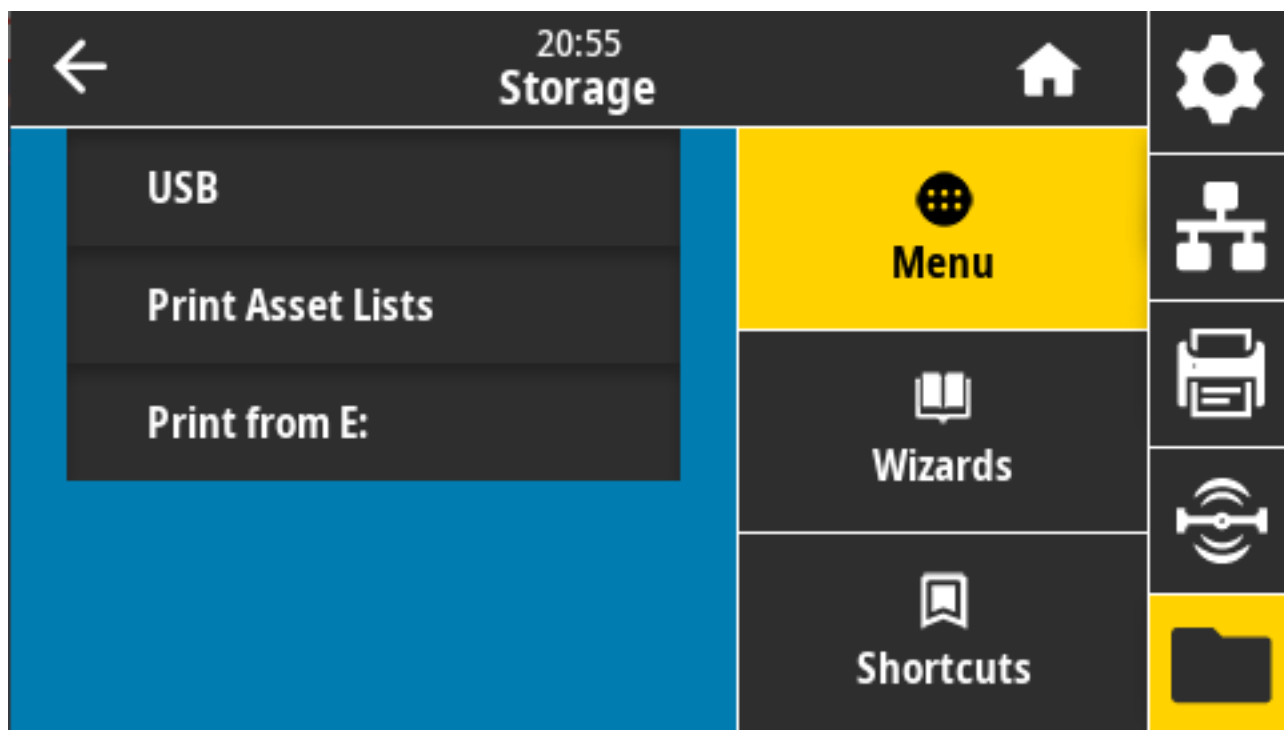 20:55
Storage
USB
Print Asset Lists
Print from E:
Menu
Wizards
Shortcuts